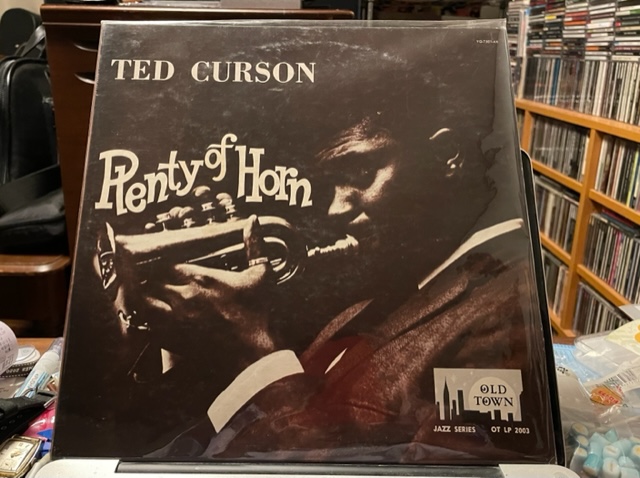 TED CURSON
Plenty of Horn
OLD
TOWN
JAZZ SERIES OT LP 2003